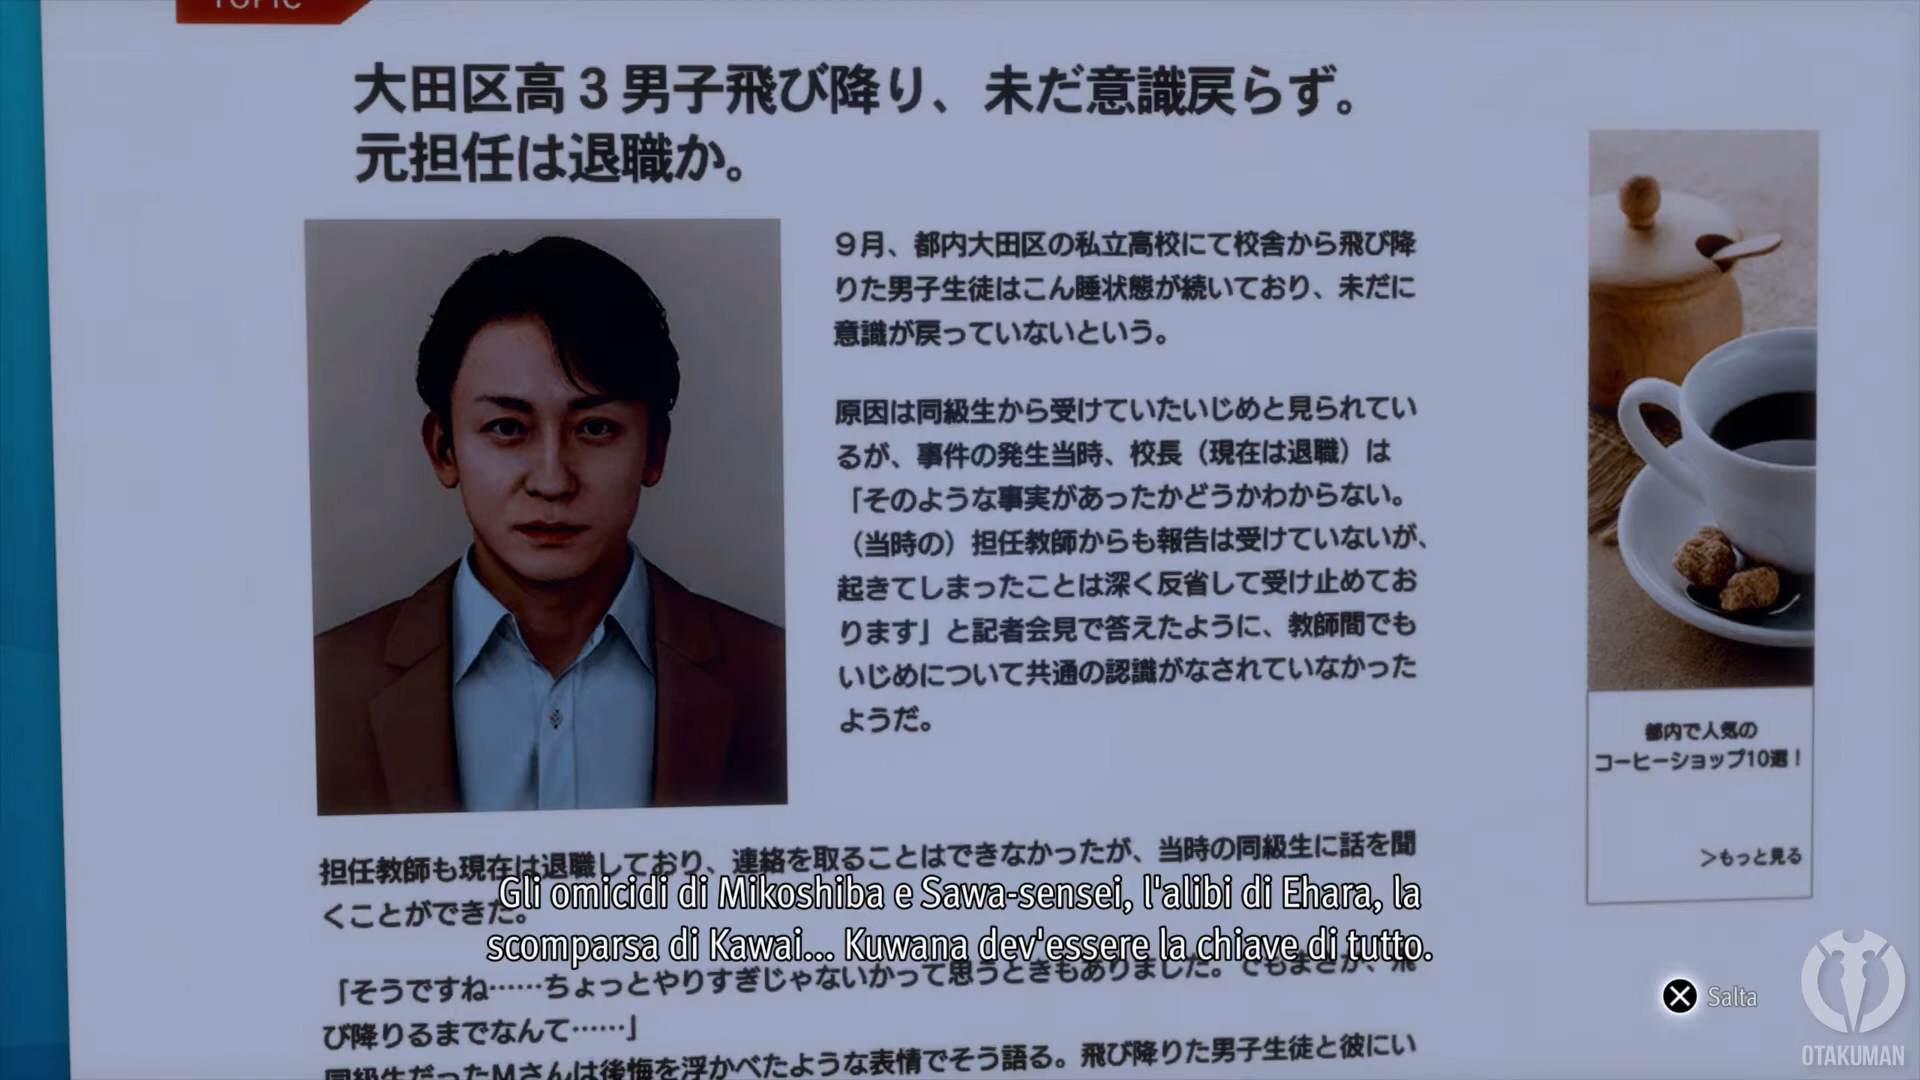 TOPIC
大田区高3男子飛び降り、未だ意識戻らず。
元担任は退職か。
9月、都内大田区の私立高校にて校舎から飛び降
りた男子生徒はこん睡状態が続いており、未だに
意識が戻っていないという。
原因は同級生から受けていたいじめと見られてい
るが、事件の発生当時、校長（現在は退職）は
「そのような事実があったかどうかわからない。
（当時の）担任教師からも報告は受けていないが、
起きてしまったことは深く反省して受け止めてお
ります」と記者会見で答えたように、教師間でも
いじめについて共通の認識がなされていなかった
ようだ。
担任教師も現在は退職しており、連絡を取ることはできなかったが、当時の同級生に話を聞
くことができた。
「そうですね……ちょっとやりすぎじゃないかって思うときもありました。でもまさか、飛
び降りるまでなんて……」
同級生だったMさんは後悔を浮かべたような表情でそう語る。飛び降りた男子生徒と彼にい
都内で人気の
コーヒーショップ10選！
＞もっと見る
Gli omicidi di Mikoshiba e Sawa-sensei, l'alibi di Ehara, la
scomparsa di Kawai... Kuwana dev'essere la chiave di tutto.
Salta
OTAKUMAN